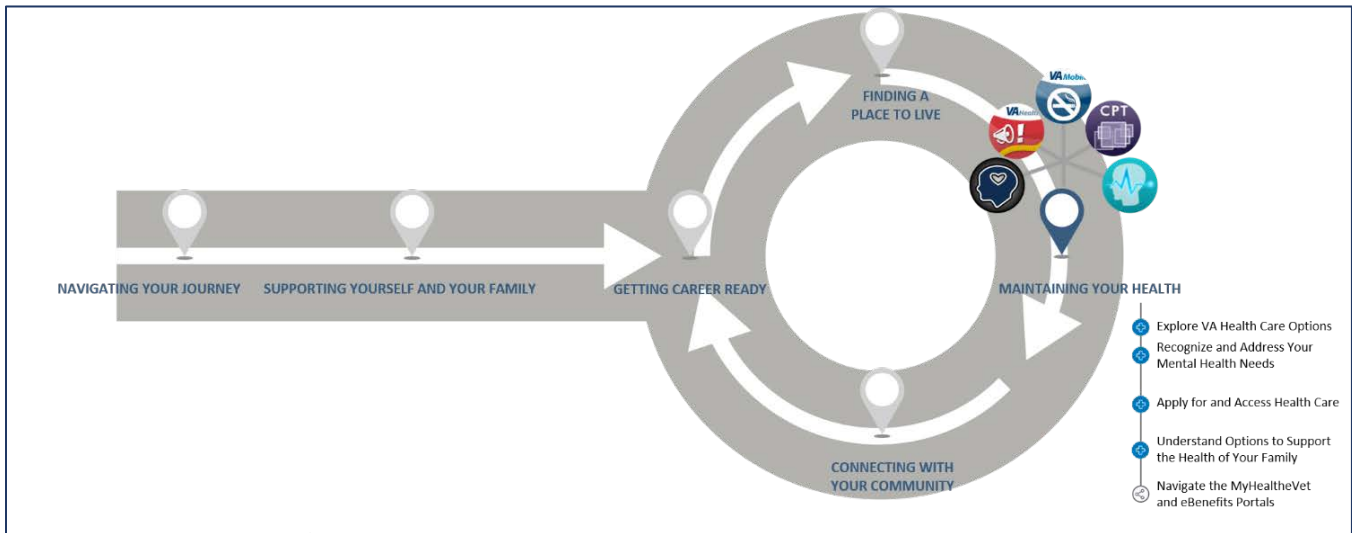 FINDING A
PLACE TO LIVE
VA Mobile
VA Health
CPT
NAVIGATING YOUR JOURNEY
SUPPORTING YOURSELF AND YOUR FAMILY
GETTING CAREER READY
MAINTAINING YOUR HEALTH
Explore VA Health Care Options
Recognize and Address Your
Mental Health Needs
Apply for and Access Health Care
Understand Options to Support
the Health of Your Family
Navigate the MyHealtheVet
and eBenefits Portals
CONNECTING WITH
YOUR COMMUNITY